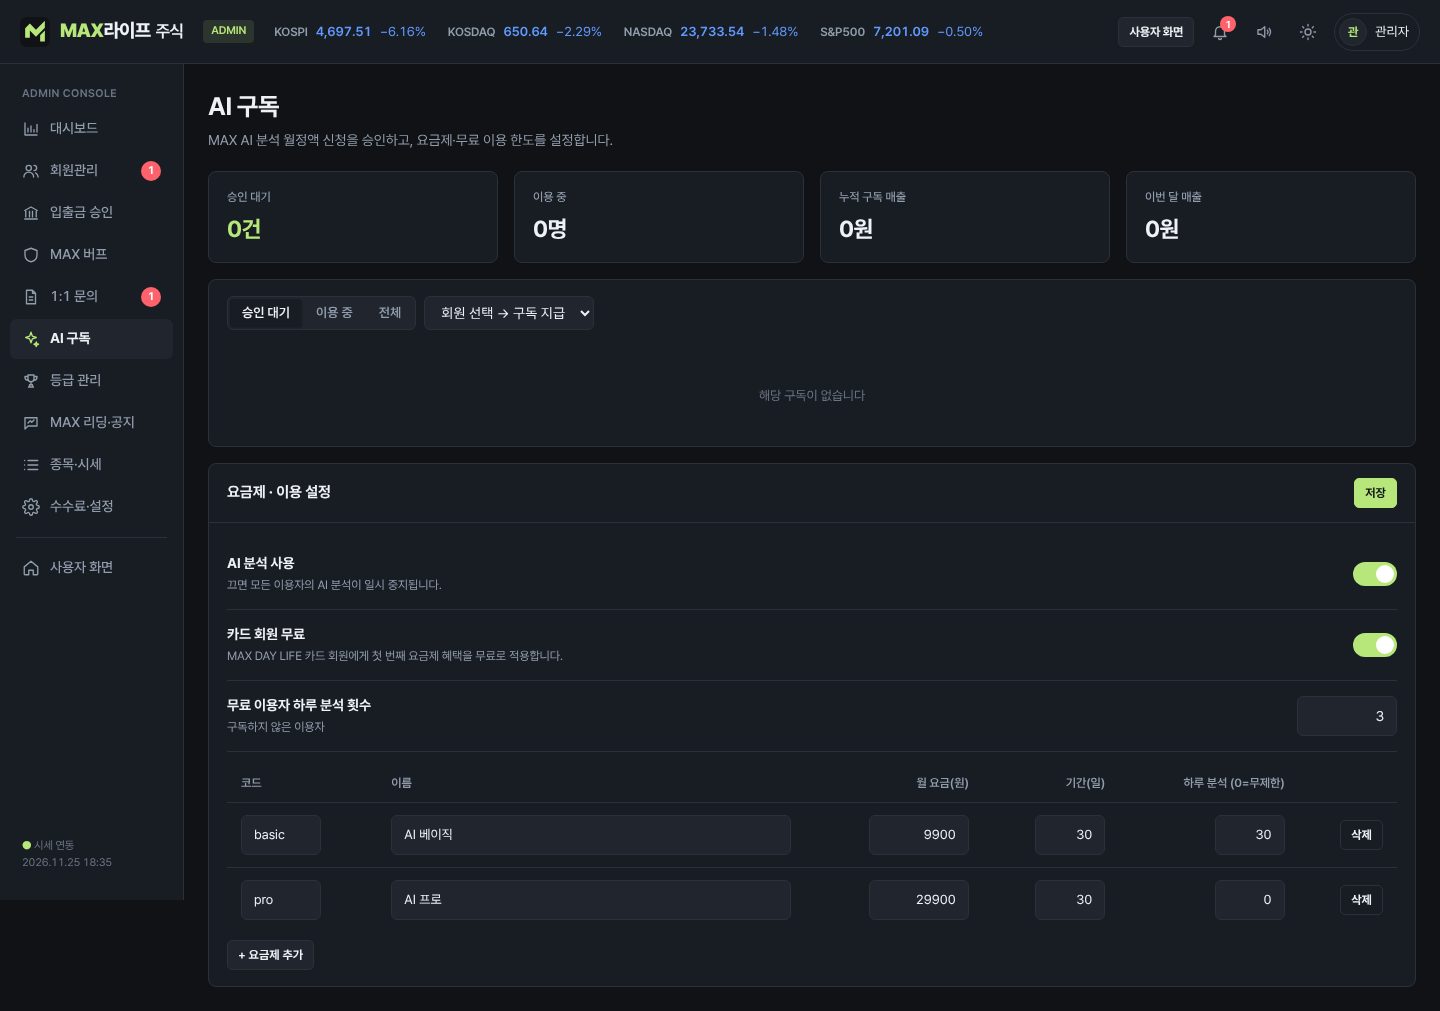 MAX라이프 주식 ADMIN KOSPI 4,697.51 −6.16% KOSDAQ 650.64 −2.29% NASDAQ 23,733.54 −1.48% S&P500 7,201.09 −0.50% 사용자 화면 1 관 관리자
ADMIN CONSOLE
대시보드
회원관리 1
입출금 승인
MAX 버프
1:1 문의 1
AI 구독
등급 관리
MAX 리딩·공지
종목·시세
수수료·설정
사용자 화면
시세 연동
2026.11.25 18:35
AI 구독
MAX AI 분석 월정액 신청을 승인하고, 요금제·무료 이용 한도를 설정합니다.
승인 대기
0건
이용 중
0명
누적 구독 매출
0원
이번 달 매출
0원
승인 대기 이용 중 전체 회원 선택 → 구독 지급
해당 구독이 없습니다
요금제 · 이용 설정 저장
AI 분석 사용
끄면 모든 이용자의 AI 분석이 일시 중지됩니다.
카드 회원 무료
MAX DAY LIFE 카드 회원에게 첫 번째 요금제 혜택을 무료로 적용합니다.
무료 이용자 하루 분석 횟수
구독하지 않은 이용자
3
코드 이름 월 요금(원) 기간(일) 하루 분석 (0=무제한)
basic AI 베이직 9900 30 30 삭제
pro AI 프로 29900 30 0 삭제
+ 요금제 추가